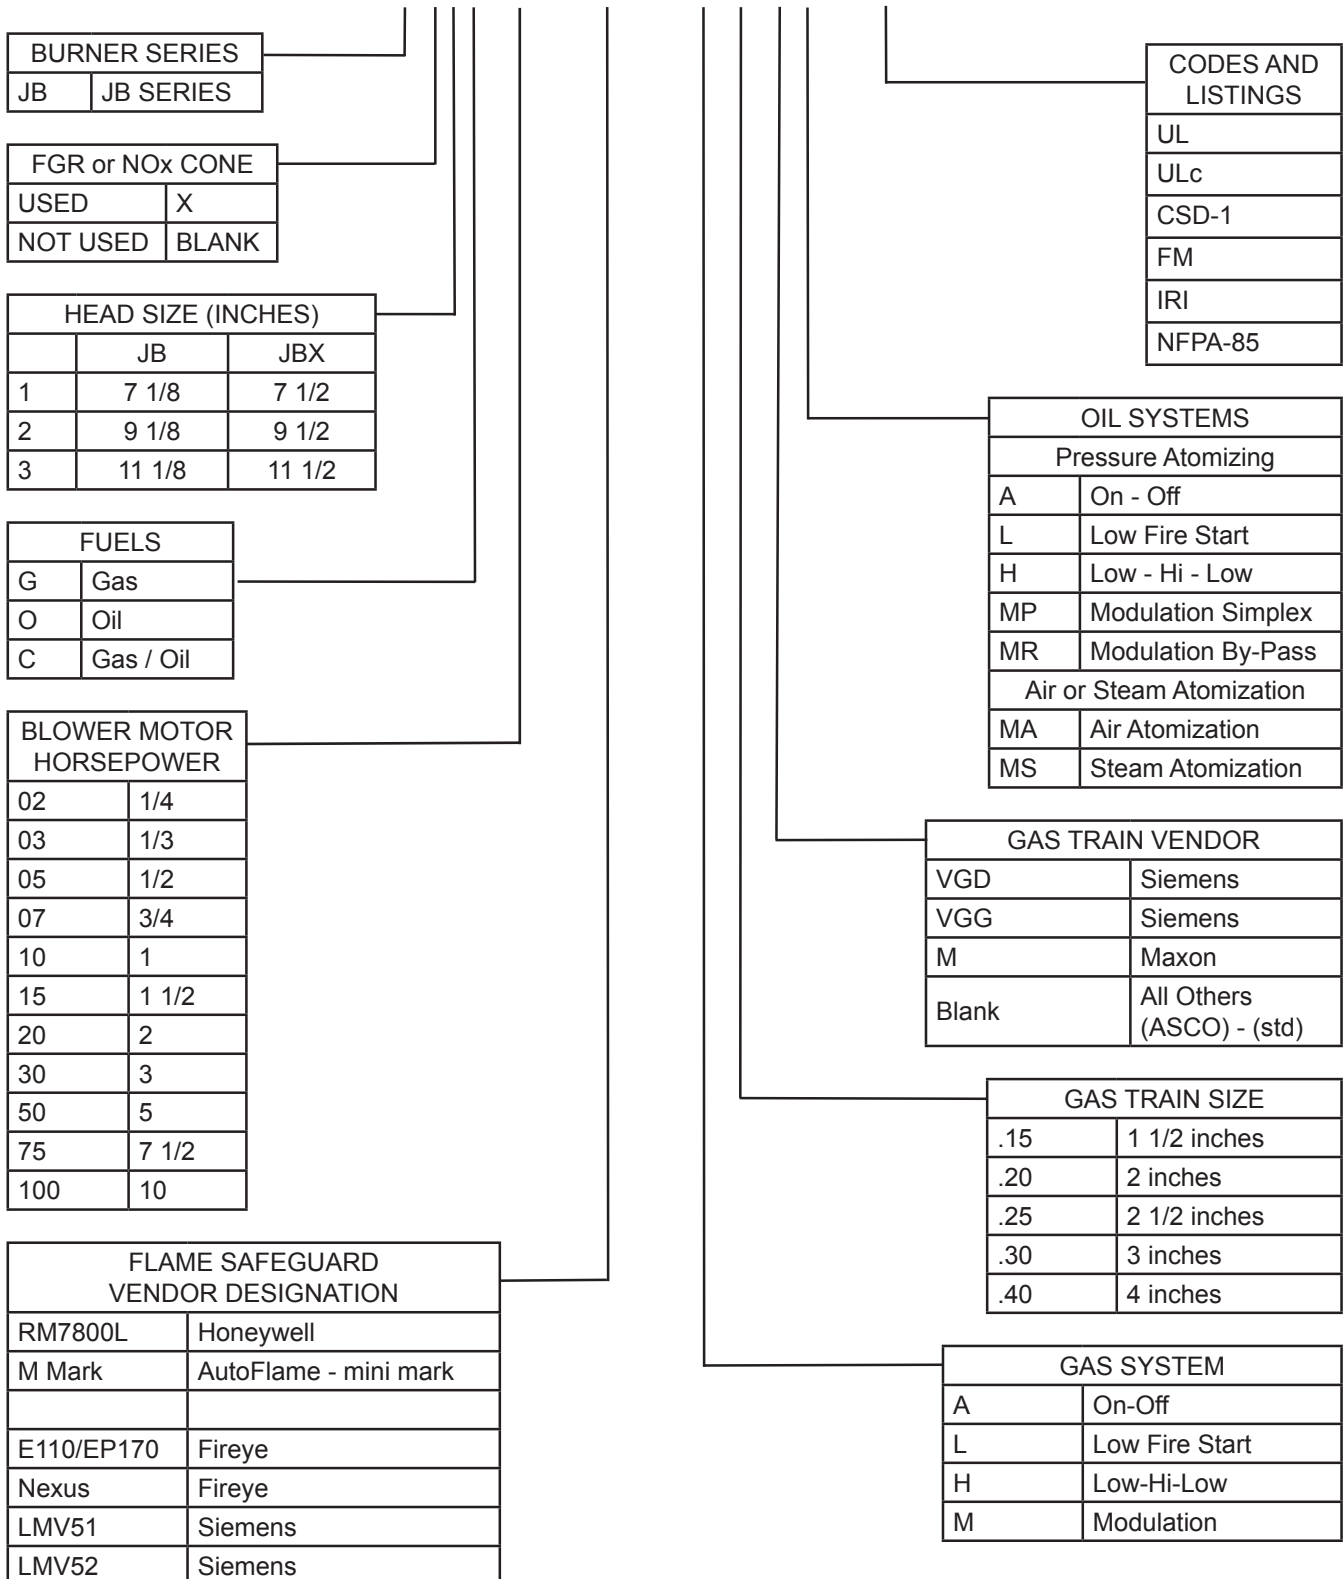 BURNER SERIES
JB JB SERIES
FGR or NOx CONE
USED X
NOT USED BLANK
HEAD SIZE (INCHES)
JB JBX
1 7 1/8 7 1/2
2 9 1/8 9 1/2
3 11 1/8 11 1/2
FUELS
G Gas
O Oil
C Gas / Oil
BLOWER MOTOR
HORSEPOWER
02 1/4
03 1/3
05 1/2
07 3/4
10 1
15 1 1/2
20 2
30 3
50 5
75 7 1/2
100 10
FLAME SAFEGUARD
VENDOR DESIGNATION
RM7800L Honeywell
M Mark AutoFlame - mini mark
E110/EP170 Fireye
Nexus Fireye
LMV51 Siemens
LMV52 Siemens
CODES AND
LISTINGS
UL
ULc
CSD-1
FM
IRI
NFPA-85
OIL SYSTEMS
Pressure Atomizing
A On - Off
L Low Fire Start
H Low - Hi - Low
MP Modulation Simplex
MR Modulation By-Pass
Air or Steam Atomization
MA Air Atomization
MS Steam Atomization
GAS TRAIN VENDOR
VGD Siemens
VGG Siemens
M Maxon
Blank All Others
(ASCO) - (std)
GAS TRAIN SIZE
.15 1 1/2 inches
.20 2 inches
.25 2 1/2 inches
.30 3 inches
.40 4 inches
GAS SYSTEM
A On-Off
L Low Fire Start
H Low-Hi-Low
M Modulation